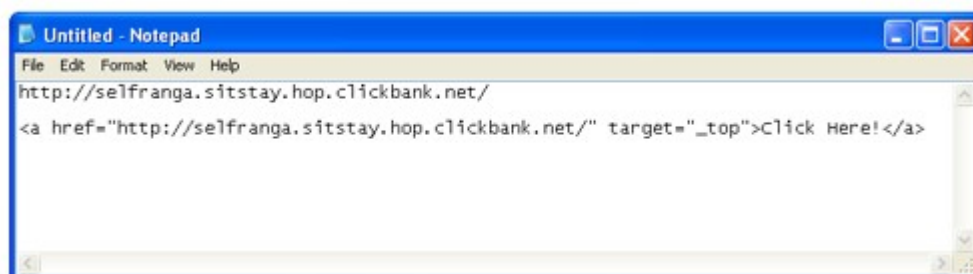 Untitled - Notepad
File Edit Format View Help
http://selfranga.sitstay.hop.clickbank.net/
<a href="http://selfranga.sitstay.hop.clickbank.net/" target="_top">Click Here!</a>